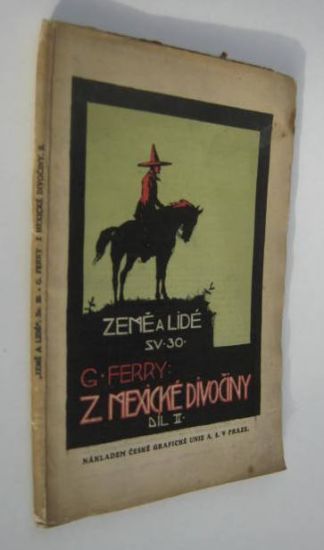 ZEMĚ A LIDÉ
SV·30·
G·FERRY:
Z MEXICKÉ DIVOČINY
DÍL II·
NÁKLADEM ČESKÉ GRAFICKÉ UNIE A. S. V PRAZE.
„ZEMĚ A LIDÉ“. Sv. 30. • G. FERRY: Z MEXICKÉ DIVOČINY. II.